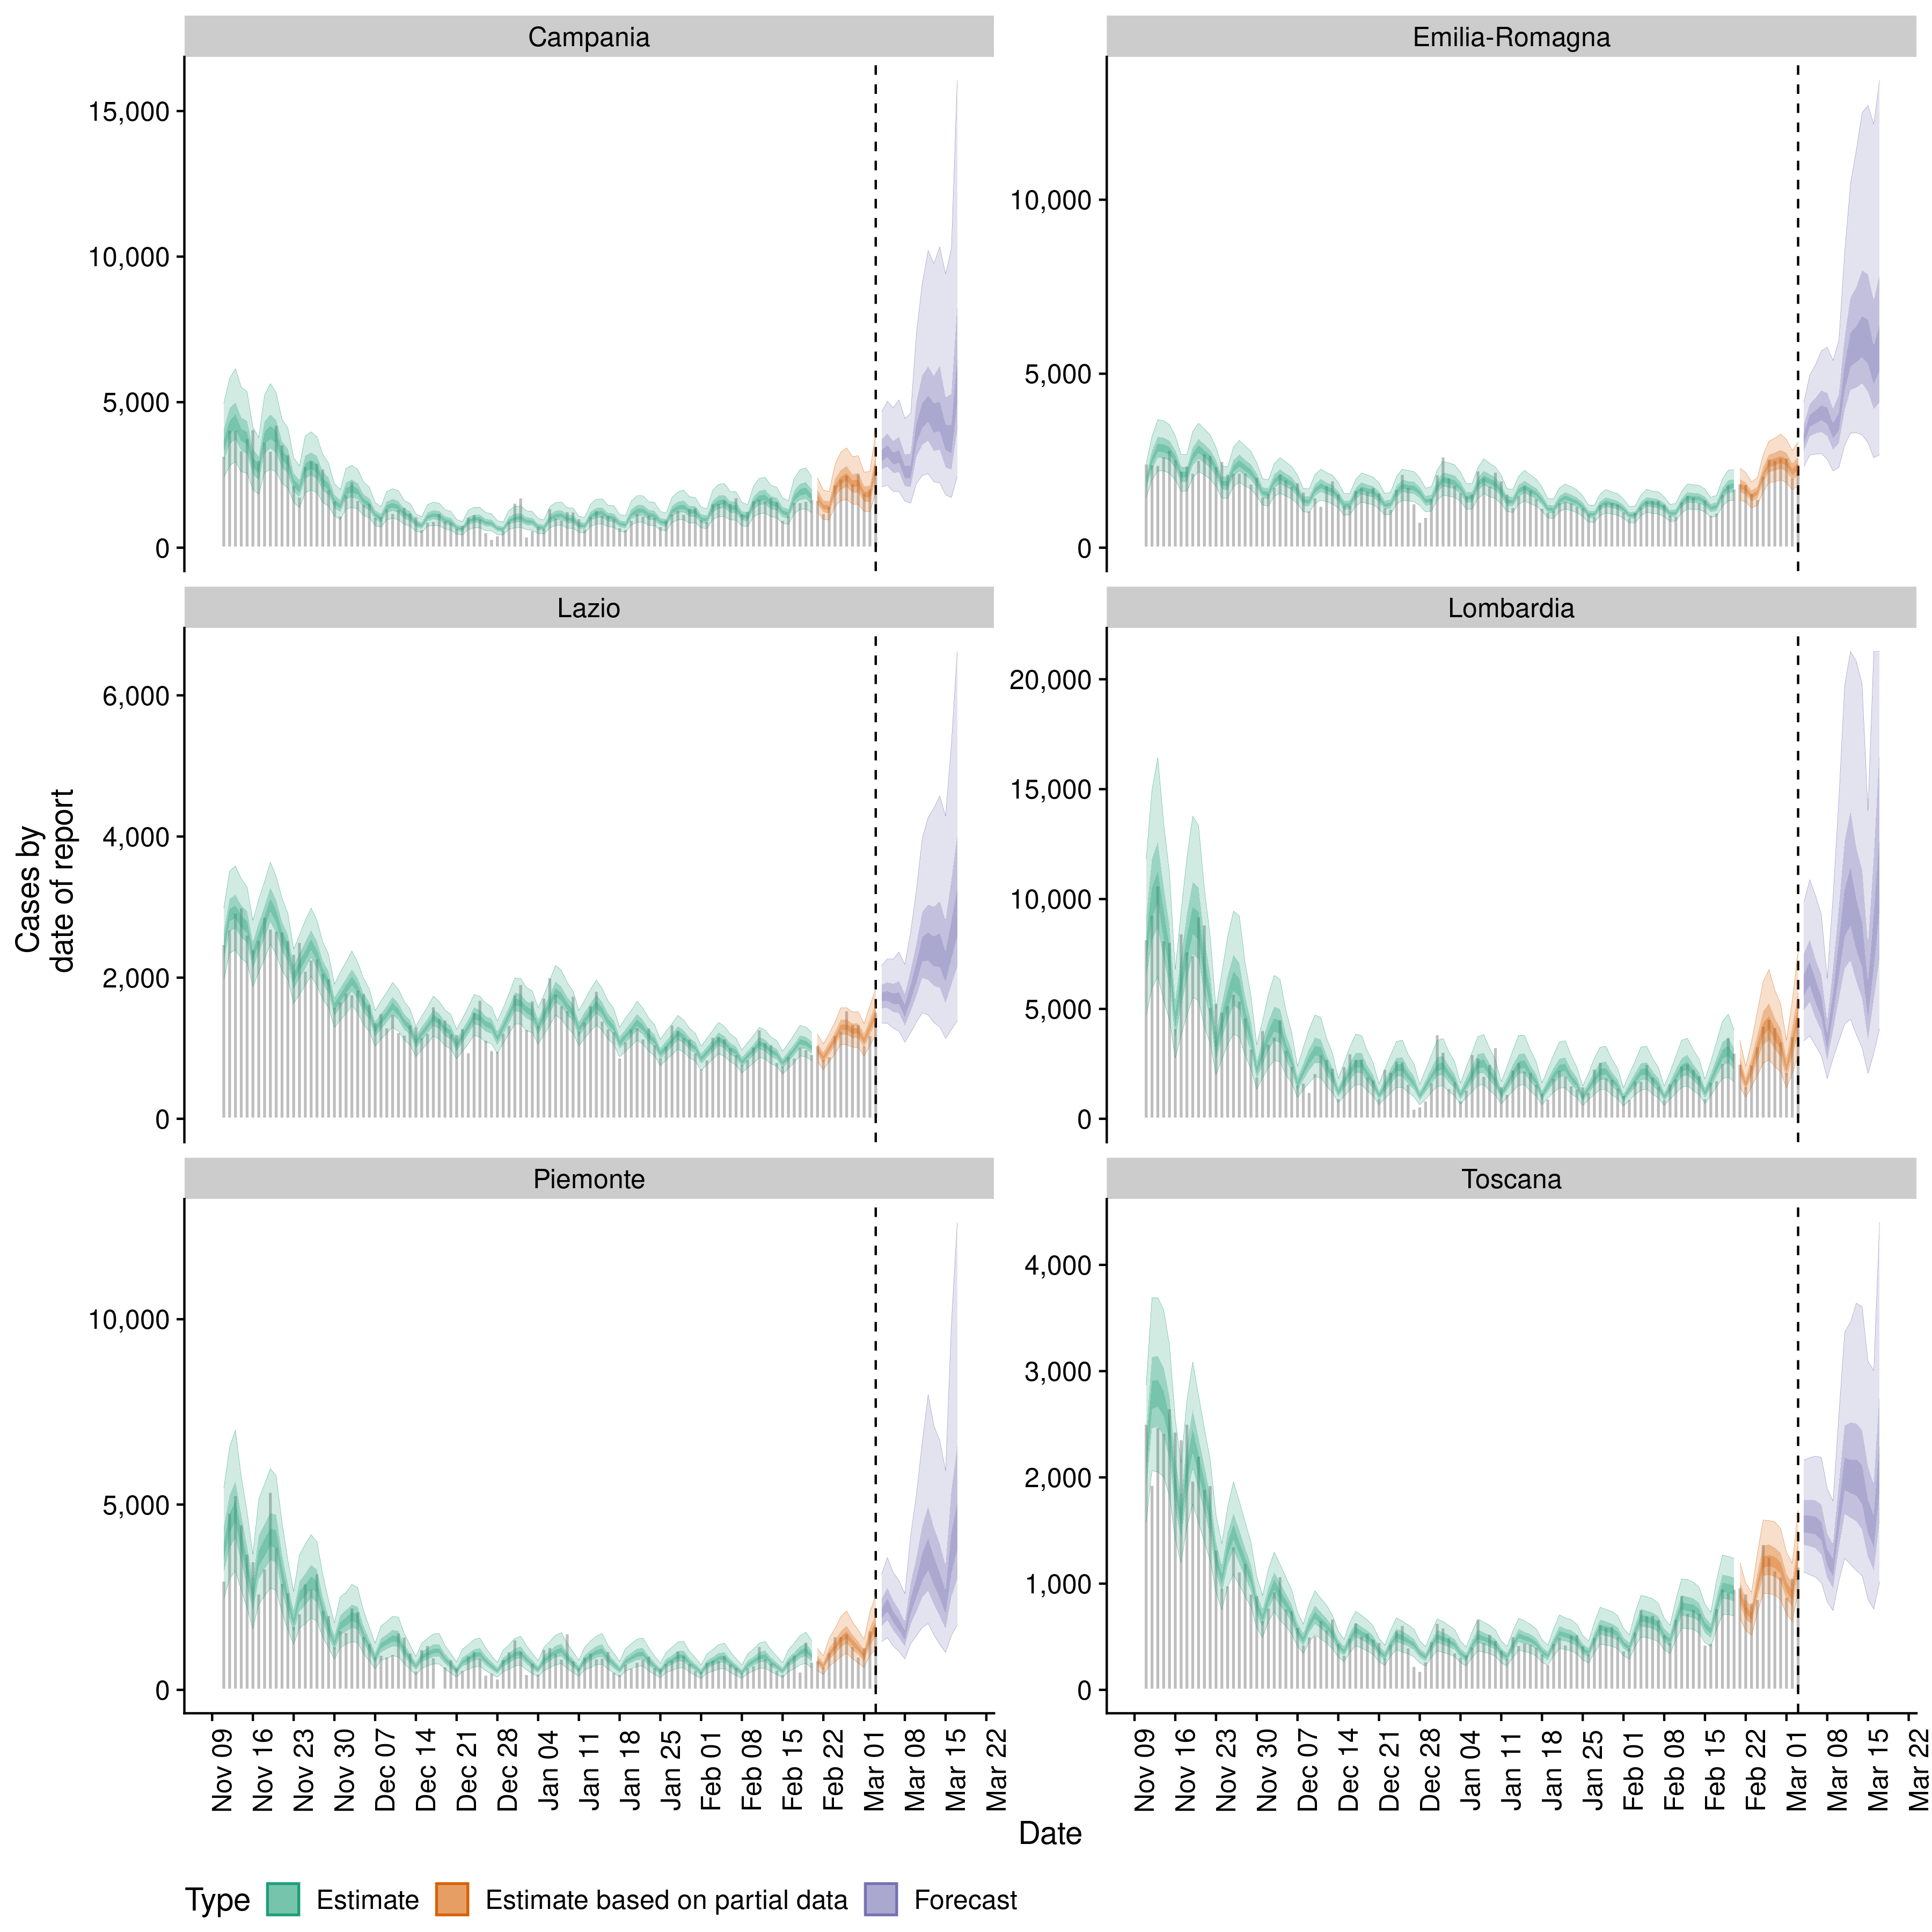 Campania
Emilia-Romagna
15,000
10,000
5,000
0
10,000
5,000
0
Lazio
Lombardia
6,000
4,000
2,000
0
20,000
15,000
10,000
5,000
0
Piemonte
Toscana
10,000
5,000
0
4,000
3,000
2,000
1,000
0
Cases by
date of report
Nov 09
Nov 16
Nov 23
Nov 30
Dec 07
Dec 14
Dec 21
Dec 28
Jan 04
Jan 11
Jan 18
Jan 25
Feb 01
Feb 08
Feb 15
Feb 22
Mar 01
Mar 08
Mar 15
Mar 22
Nov 09
Nov 16
Nov 23
Nov 30
Dec 07
Dec 14
Dec 21
Dec 28
Jan 04
Jan 11
Jan 18
Jan 25
Feb 01
Feb 08
Feb 15
Feb 22
Mar 01
Mar 08
Mar 15
Mar 22
Date
Type Estimate Estimate based on partial data Forecast